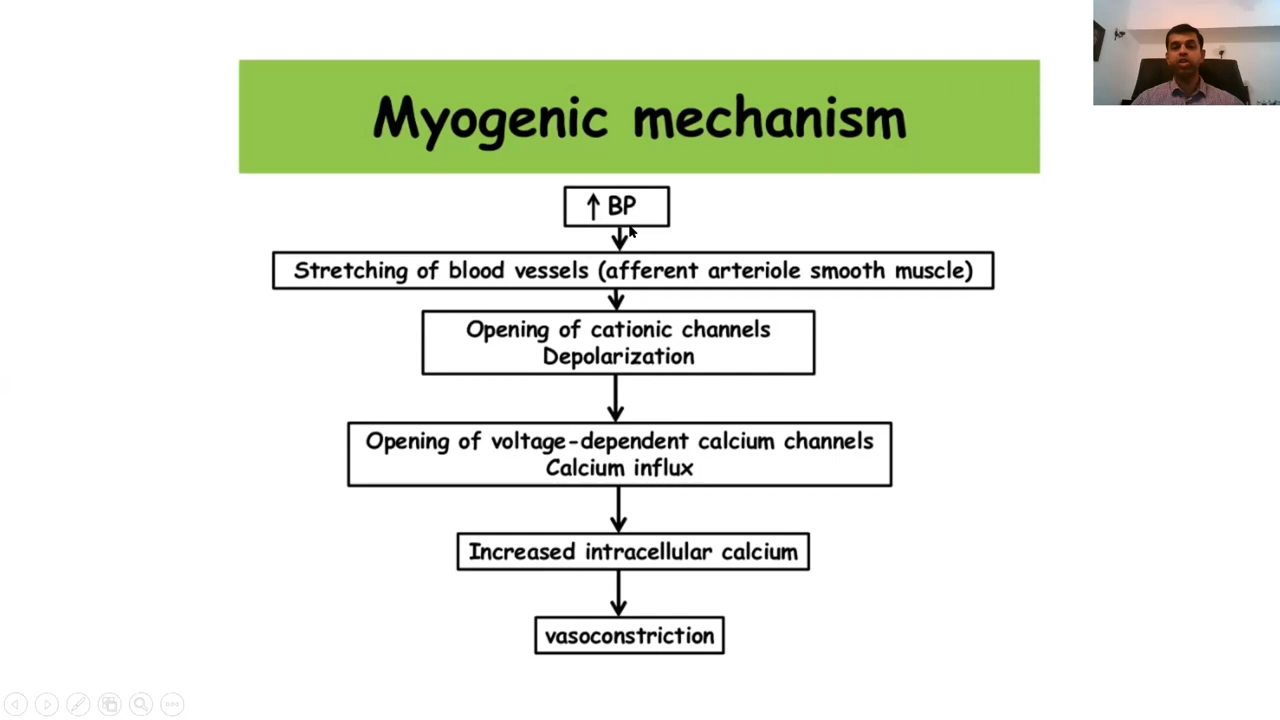 Myogenic mechanism
↑ BP
Stretching of blood vessels (afferent arteriole smooth muscle)
Opening of cationic channels
Depolarization
Opening of voltage-dependent calcium channels
Calcium influx
Increased intracellular calcium
vasoconstriction